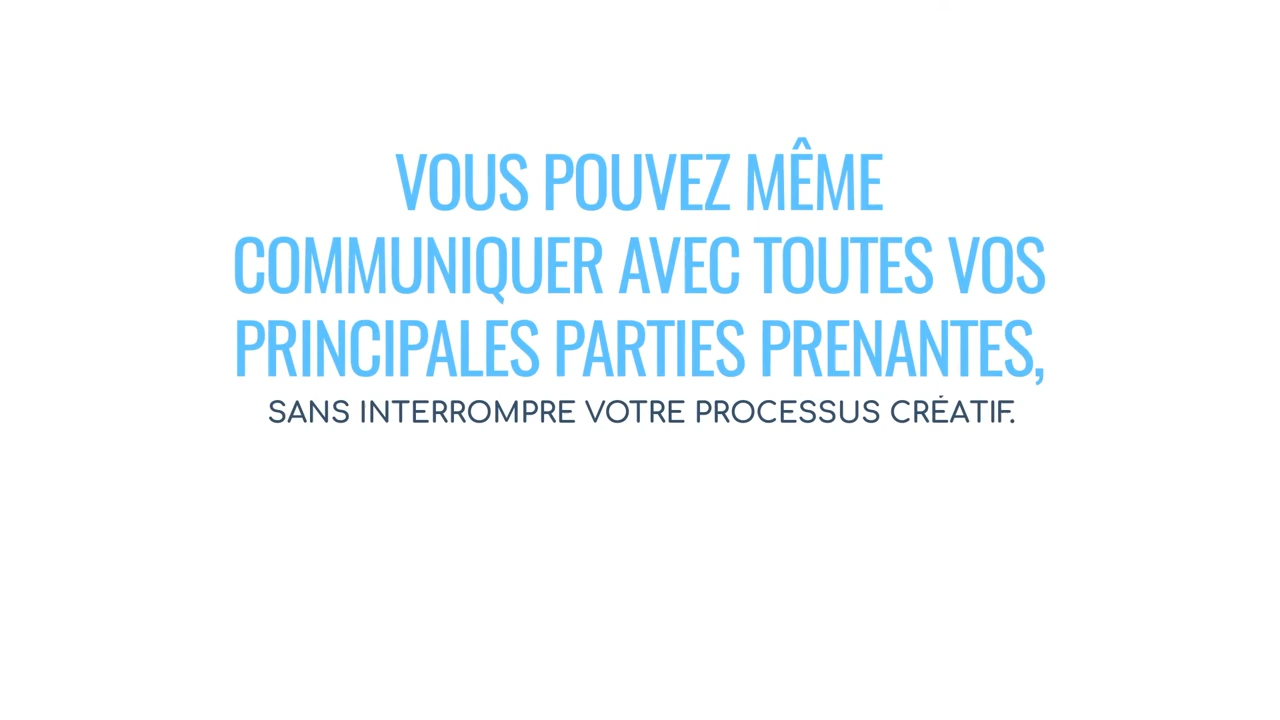 VOUS POUVEZ MÊME
COMMUNIQUER AVEC TOUTES VOS
PRINCIPALES PARTIES PRENANTES,
SANS INTERROMPRE VOTRE PROCESSUS CRÉATIF.